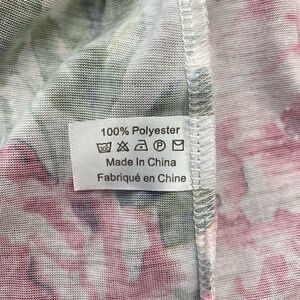 100% Polyester
Made In China
Fabriqué en Chine